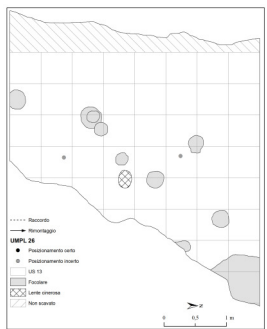 Raccordo
Rimontaggio
UMPL 26
Posizionamento certo
Posizionamento incerto
US 13
Focolare
Lente cinerosa
Non scavato
z
0 0,5 1 m